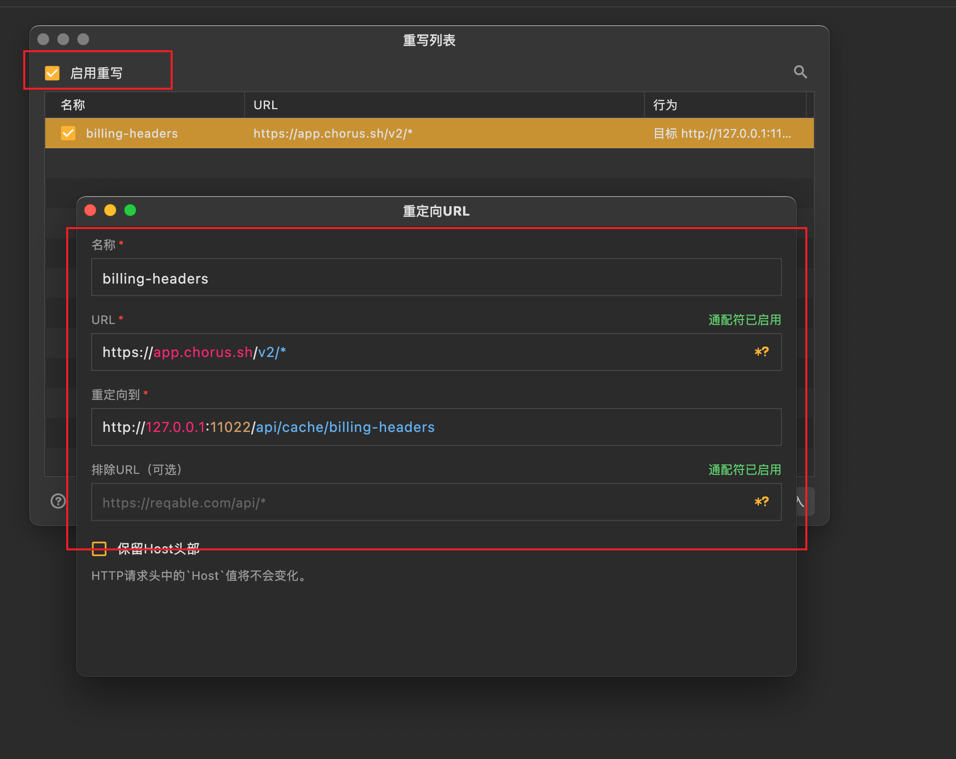 重写列表
启用重写
名称 URL 行为
billing-headers https://app.chorus.sh/v2/* 目标 http://127.0.0.1:11...
重定向URL
名称 *
billing-headers
URL * 通配符已启用
https://app.chorus.sh/v2/* *?
重定向到 *
http://127.0.0.1:11022/api/cache/billing-headers
排除URL（可选） 通配符已启用
https://reqable.com/api/* *?
保留Host头部
HTTP请求头中的`Host`值将不会变化。